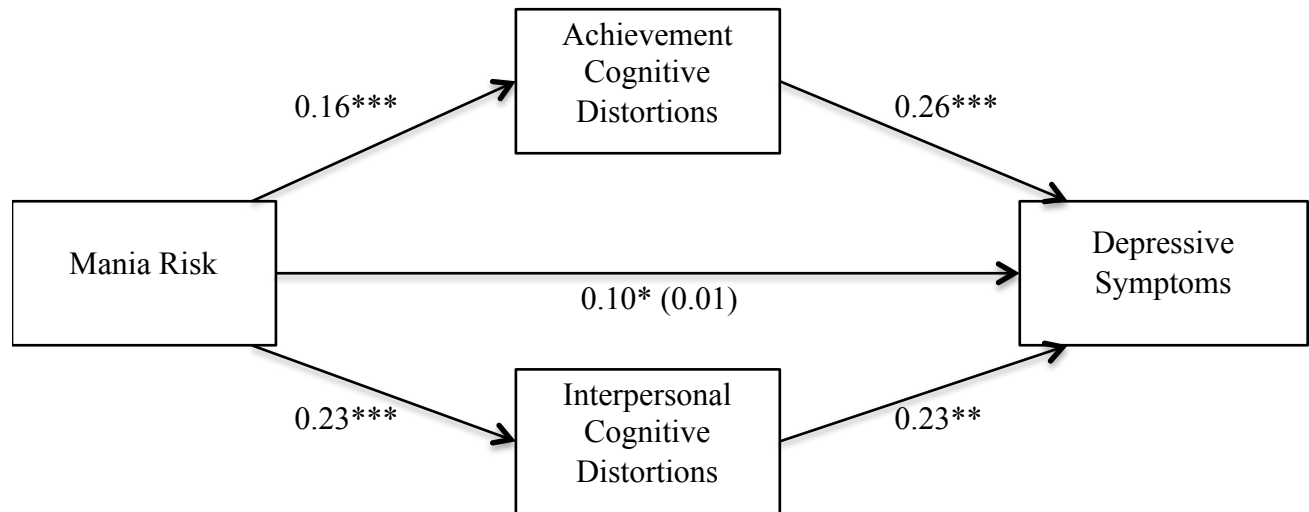 Achievement
Cognitive
Distortions
0.16***
0.26***
Mania Risk
Depressive
Symptoms
0.10* (0.01)
Interpersonal
Cognitive
Distortions
0.23***
0.23**